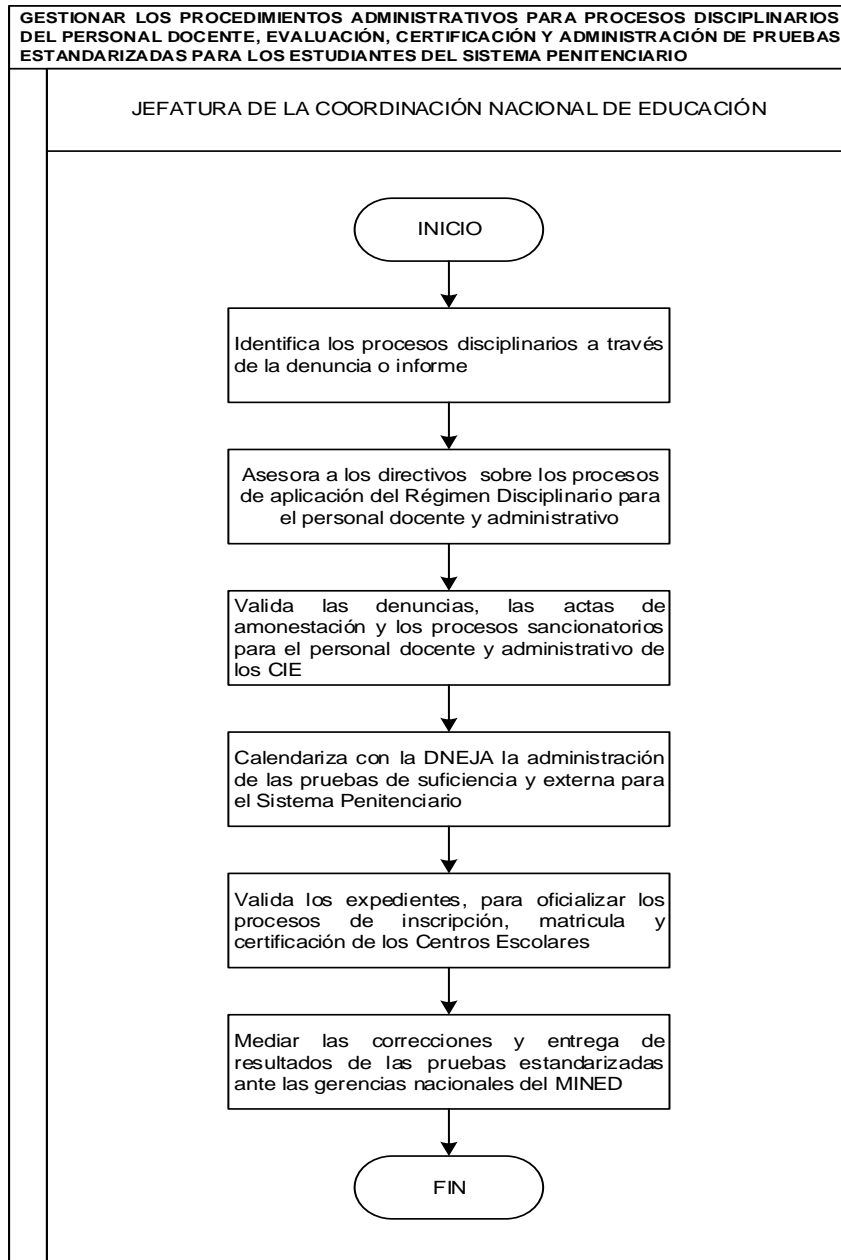 GESTIONAR LOS PROCEDIMIENTOS ADMINISTRATIVOS PARA PROCESOS DISCIPLINARIOS
DEL PERSONAL DOCENTE, EVALUACIÓN, CERTIFICACIÓN Y ADMINISTRACIÓN DE PRUEBAS
ESTANDARIZADAS PARA LOS ESTUDIANTES DEL SISTEMA PENITENCIARIO
JEFATURA DE LA COORDINACIÓN NACIONAL DE EDUCACIÓN
INICIO
Identifica los procesos disciplinarios a través
de la denuncia o informe
Asesora a los directivos sobre los procesos
de aplicación del Régimen Disciplinario para
el personal docente y administrativo
Valida las denuncias, las actas de
amonestación y los procesos sancionatorios
para el personal docente y administrativo de
los CIE
Calendariza con la DNEJA la administración
de las pruebas de suficiencia y externa para
el Sistema Penitenciario
Valida los expedientes, para oficializar los
procesos de inscripción, matricula y
certificación de los Centros Escolares
Mediar las correcciones y entrega de
resultados de las pruebas estandarizadas
ante las gerencias nacionales del MINED
FIN